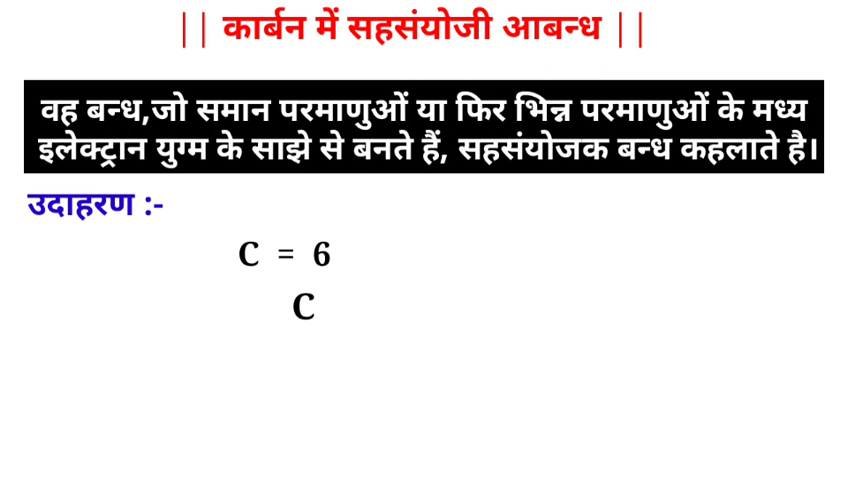 || कार्बन में सहसंयोजी आबन्ध ||
वह बन्ध,जो समान परमाणुओं या फिर भिन्न परमाणुओं के मध्य
इलेक्ट्रान युग्म के साझे से बनते हैं, सहसंयोजक बन्ध कहलाते है।
उदाहरण :-
C = 6
C